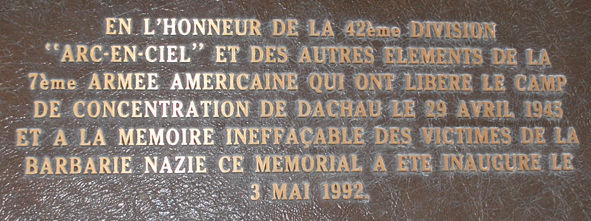 EN L'HONNEUR DE LA 42ème DIVISION
"ARC-EN-CIEL" ET DES AUTRES ELEMENTS DE LA
7ème ARMEE AMERICAINE QUI ONT LIBERE LE CAMP
DE CONCENTRATION DE DACHAU LE 29 AVRIL 1945
ET A LA MEMOIRE INEFFAÇABLE DES VICTIMES DE LA
BARBARIE NAZIE CE MEMORIAL A ETE INAUGURE LE
3 MAI 1992.